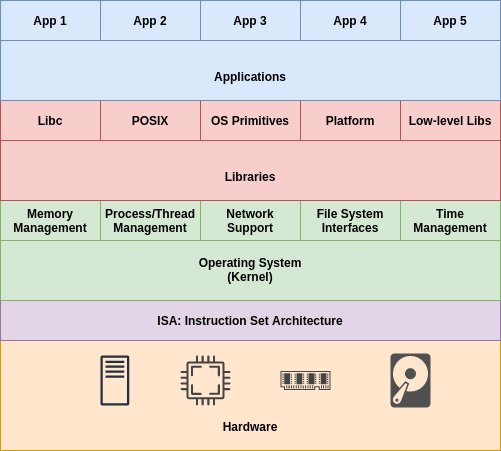 App 1 App 2 App 3 App 4 App 5
Applications
Libc POSIX OS Primitives Platform Low-level Libs
Libraries
Memory Management Process/Thread Management Network Support File System Interfaces Time Management
Operating System
(Kernel)
ISA: Instruction Set Architecture
Hardware